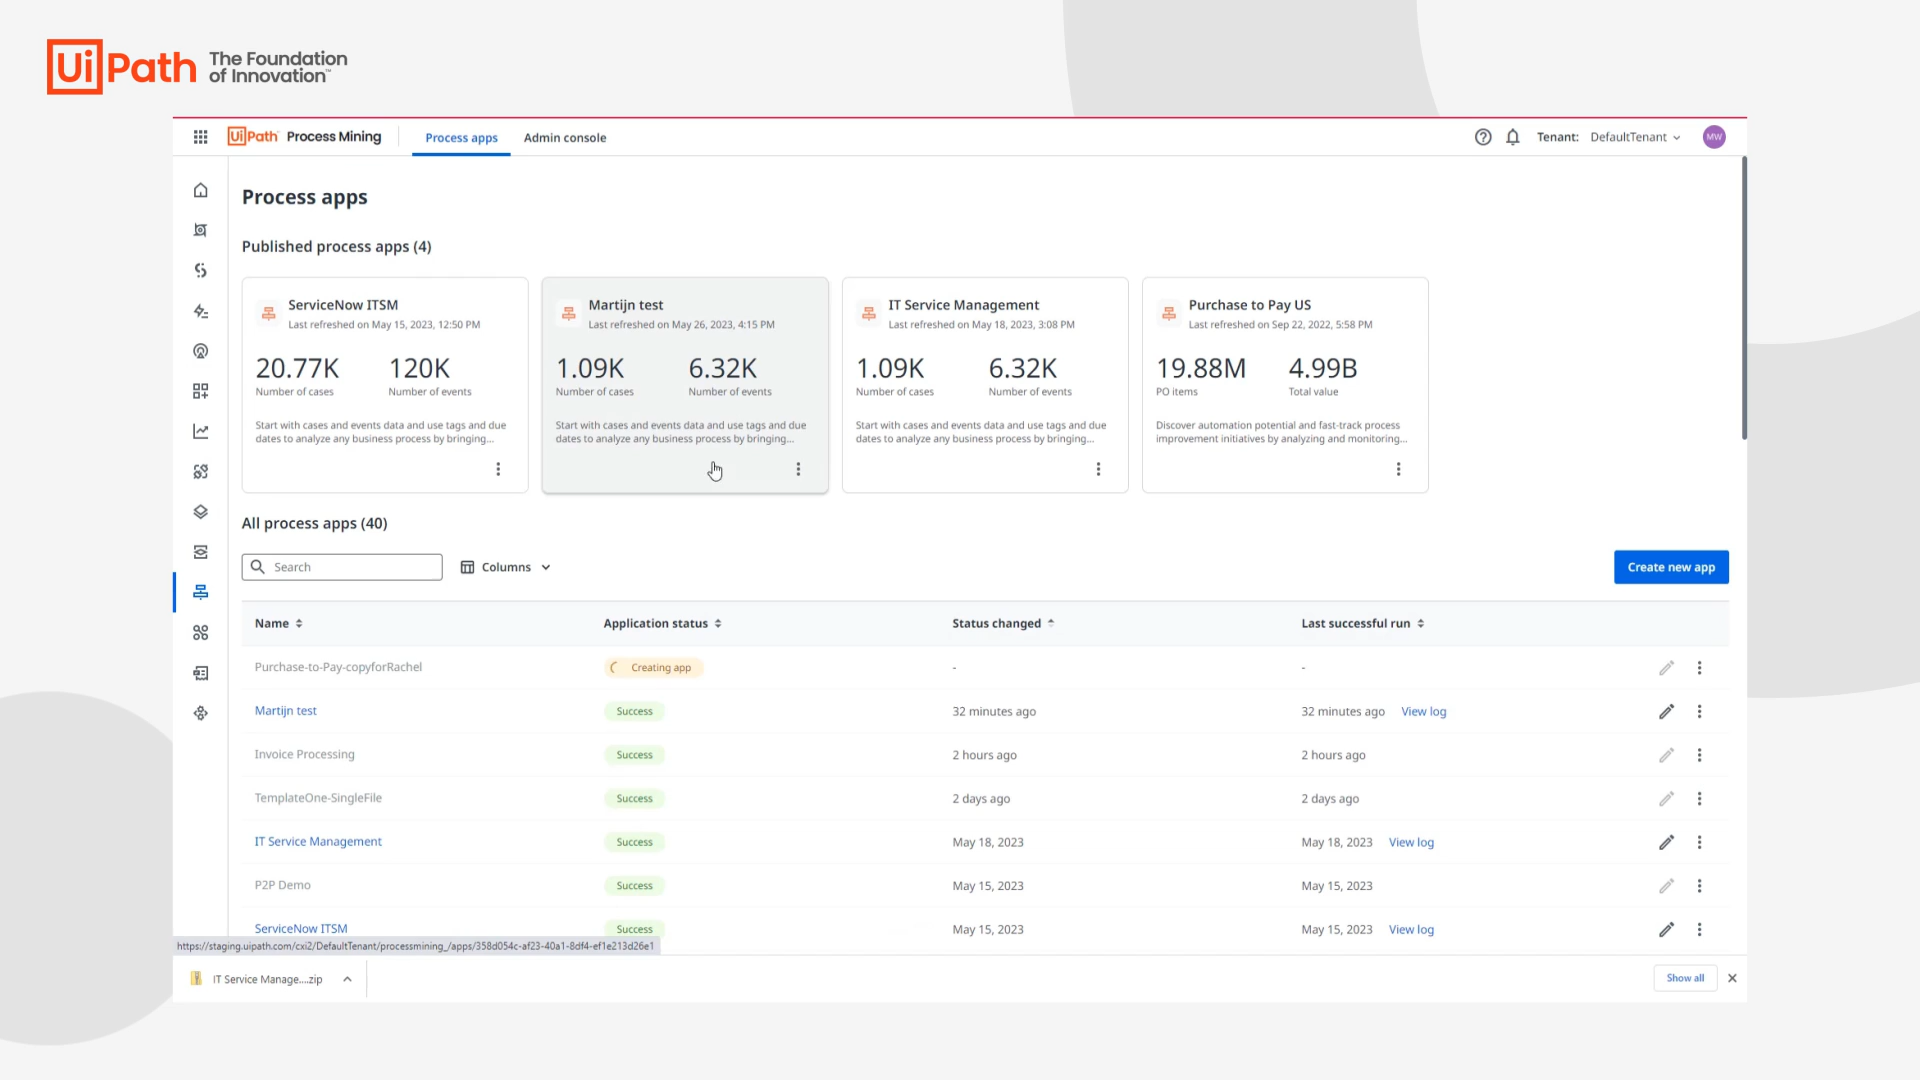 UiPath The Foundation
of Innovation™
UiPath Process Mining
Process apps
Admin console
Tenant: DefaultTenant
MW
Process apps
Published process apps (4)
ServiceNow ITSM
Last refreshed on May 15, 2023, 12:50 PM
20.77K 120K
Number of cases Number of events
Start with cases and events data and use tags and due
dates to analyze any business process by bringing...
Martijn test
Last refreshed on May 26, 2023, 4:15 PM
1.09K 6.32K
Number of cases Number of events
Start with cases and events data and use tags and due
dates to analyze any business process by bringing...
IT Service Management
Last refreshed on May 18, 2023, 3:08 PM
1.09K 6.32K
Number of cases Number of events
Start with cases and events data and use tags and due
dates to analyze any business process by bringing...
Purchase to Pay US
Last refreshed on Sep 22, 2022, 5:58 PM
19.88M 4.99B
PO items Total value
Discover automation potential and fast-track process
improvement initiatives by analyzing and monitoring...
All process apps (40)
Search
Columns
Create new app
Name Application status Status changed Last successful run
Purchase-to-Pay-copyforRachel Creating app - -
Martijn test Success 32 minutes ago 32 minutes ago View log
Invoice Processing Success 2 hours ago 2 hours ago
TemplateOne-SingleFile Success 2 days ago 2 days ago
IT Service Management Success May 18, 2023 May 18, 2023 View log
P2P Demo Success May 15, 2023 May 15, 2023
ServiceNow ITSM Success May 15, 2023 May 15, 2023 View log
https://staging.uipath.com/cxi2/DefaultTenant/processmining_/apps/358d054c-af23-40a1-8df4-ef1e213d26e1
IT Service Manage....zip
Show all